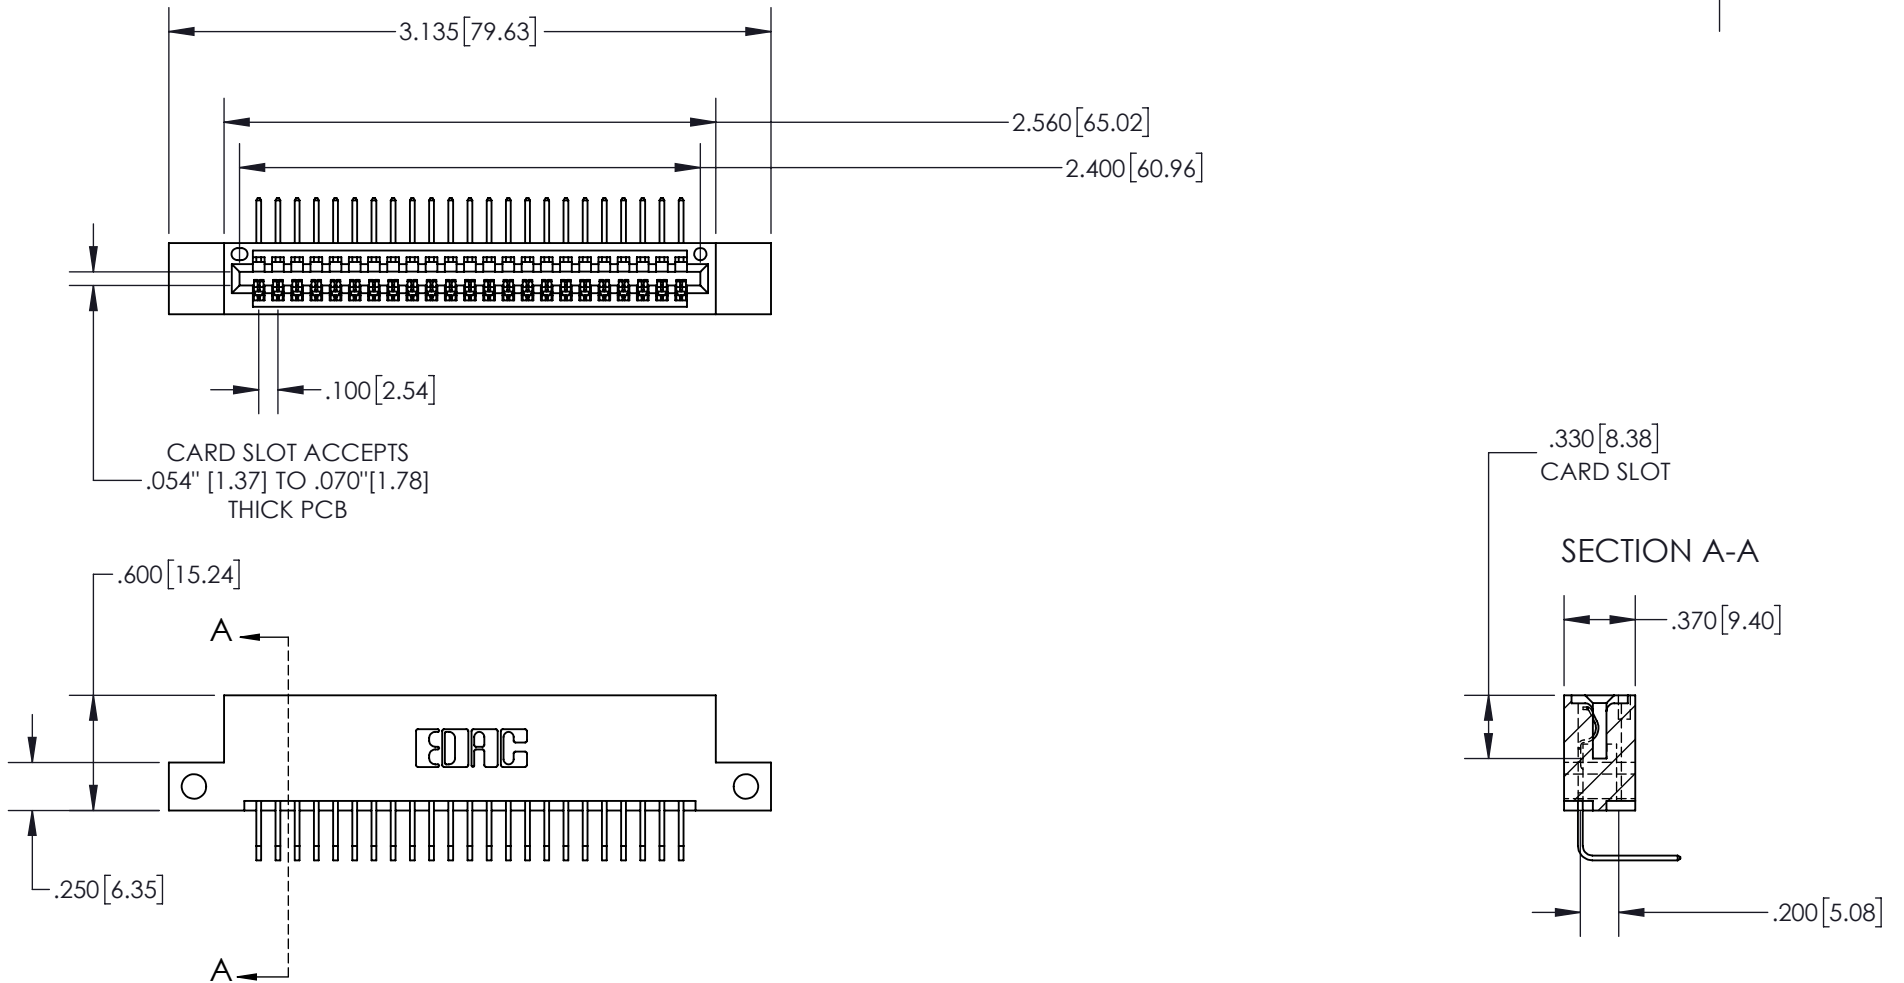 3.135[79.63]
2.560[65.02]
2.400[60.96]
.100[2.54]
CARD SLOT ACCEPTS
.054" [1.37] TO .070"[1.78]
THICK PCB
.330[8.38]
CARD SLOT
SECTION A-A
.600[15.24]
.370[9.40]
A
EDAC
.250[6.35]
.200[5.08]
A